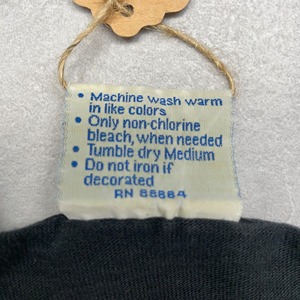 • Machine wash warm
in like colors
• Only non-chlorine
bleach, when needed
• Tumble dry Medium
• Do not iron if
decorated
RN 88884